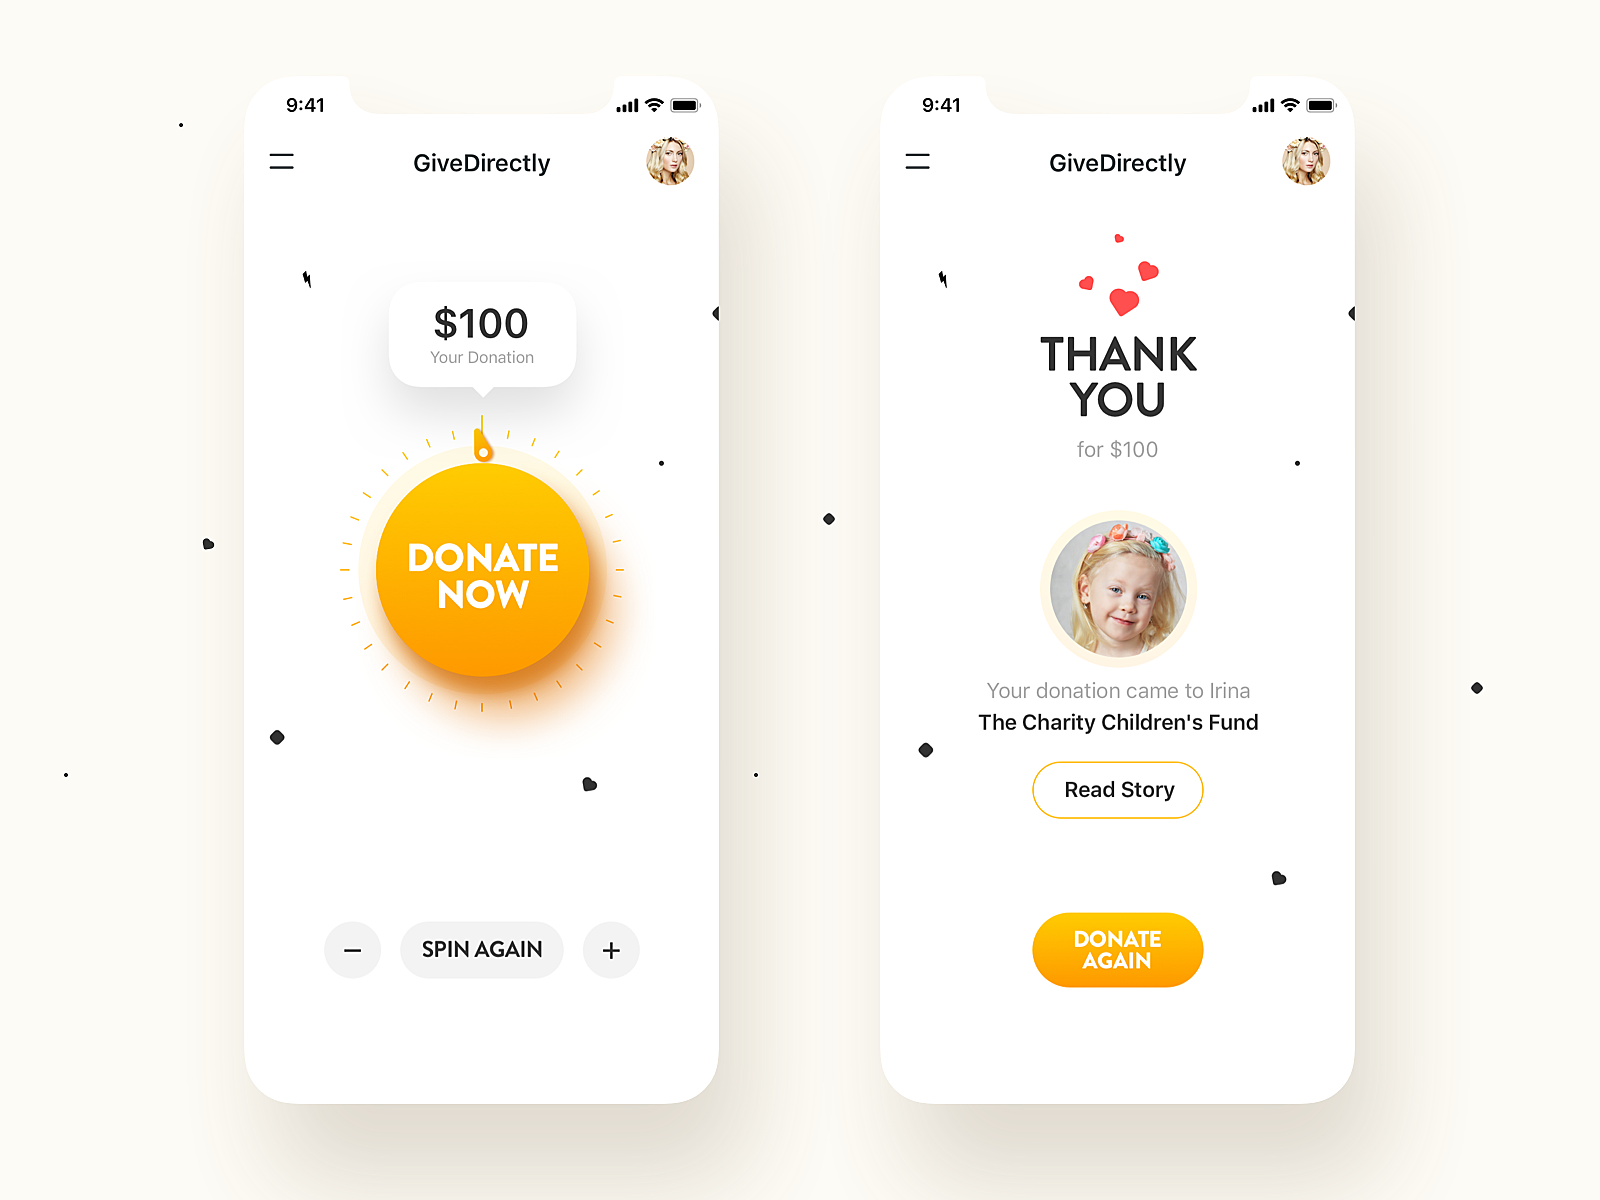 9:41
GiveDirectly
$100
Your Donation
DONATE
NOW
SPIN AGAIN
9:41
GiveDirectly
THANK
YOU
for $100
Your donation came to Irina
The Charity Children's Fund
Read Story
DONATE
AGAIN